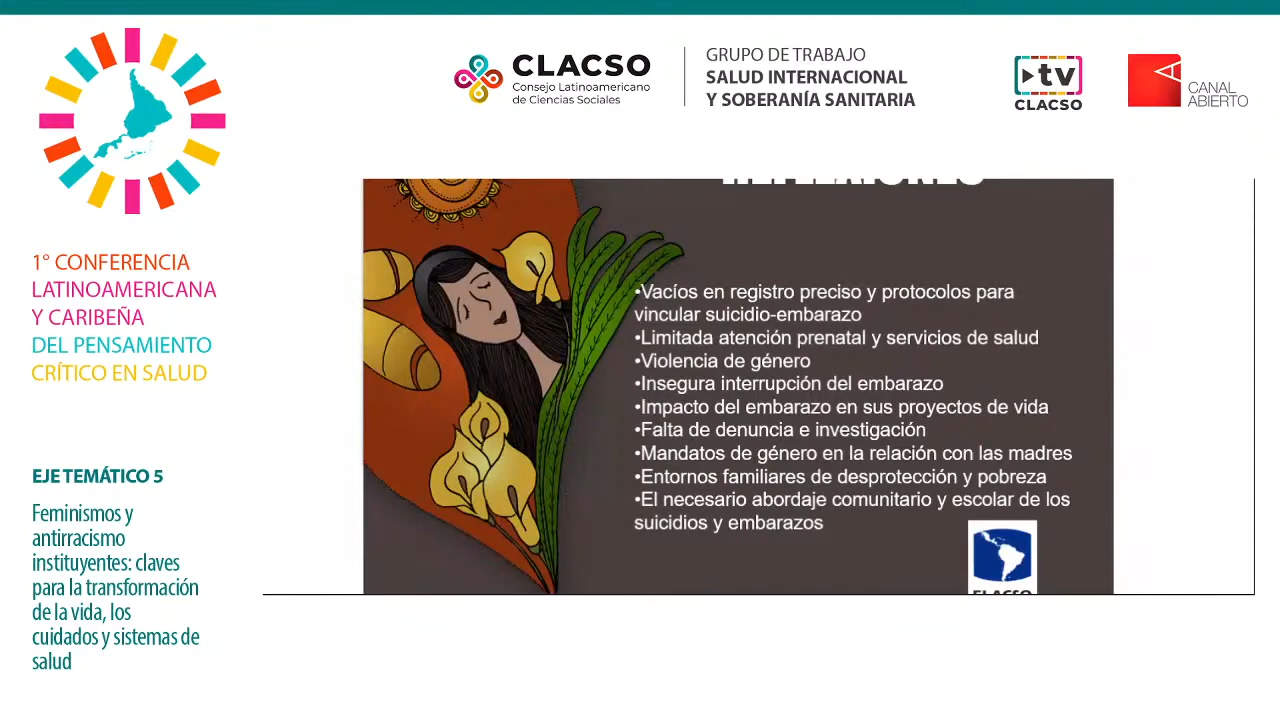 CLACSO
Consejo Latinoamericano
de Ciencias Sociales
GRUPO DE TRABAJO
SALUD INTERNACIONAL
Y SOBERANÍA SANITARIA
tv
CLACSO
CANAL
ABIERTO
1° CONFERENCIA
LATINOAMERICANA
Y CARIBEÑA
DEL PENSAMIENTO
CRÍTICO EN SALUD
EJE TEMÁTICO 5
Feminismos y
antirracismo
instituyentes: claves
para la transformación
de la vida, los
cuidados y sistemas de
salud
•Vacíos en registro preciso y protocolos para
vincular suicidio-embarazo
•Limitada atención prenatal y servicios de salud
•Violencia de género
•Insegura interrupción del embarazo
•Impacto del embarazo en sus proyectos de vida
•Falta de denuncia e investigación
•Mandatos de género en la relación con las madres
•Entornos familiares de desprotección y pobreza
•El necesario abordaje comunitario y escolar de los
suicidios y embarazos